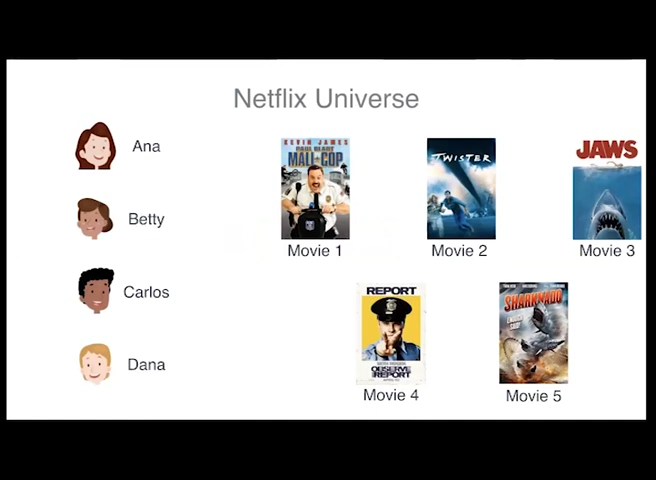 Netflix Universe
Ana
Betty
Carlos
Dana
KEVIN JAMES
PAUL BLART
MALL COP
Movie 1
TWISTER
Movie 2
JAWS
Movie 3
REPORT
OBSERVE
REPORT
Movie 4
SHARKNADO
ENOUGH
Movie 5